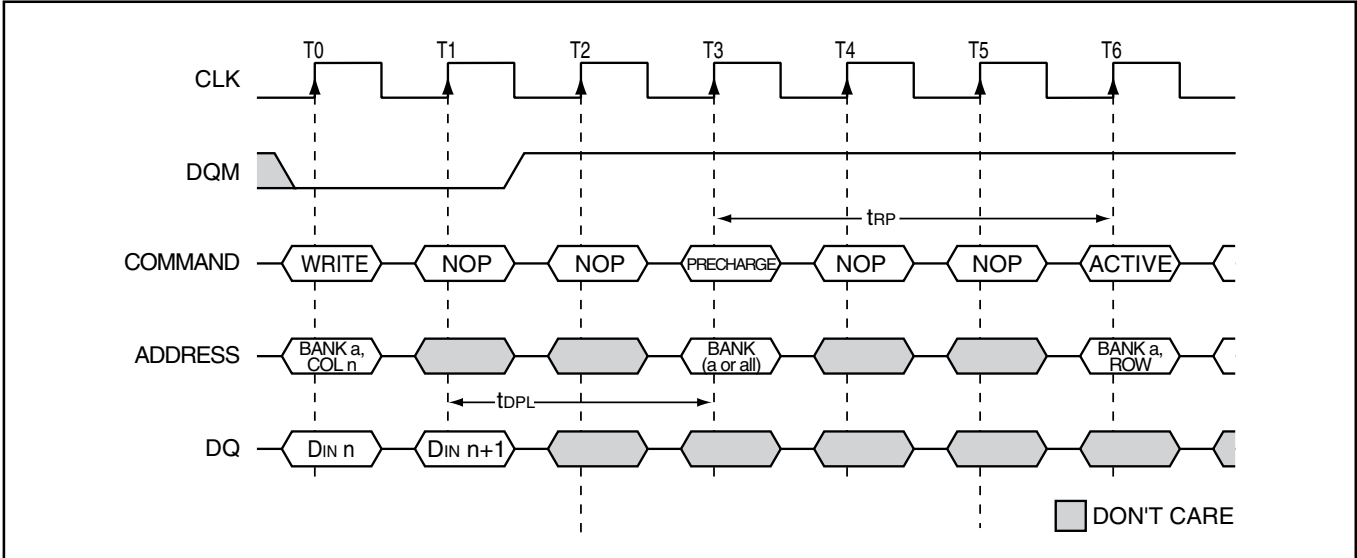 T0 T1 T2 T3 T4 T5 T6
CLK
DQM
tRP
COMMAND WRITE NOP NOP PRECHARGE NOP NOP ACTIVE
ADDRESS BANK a, COL n BANK (a or all) BANK a, ROW
tDPL
DQ DIN n DIN n+1
DON'T CARE